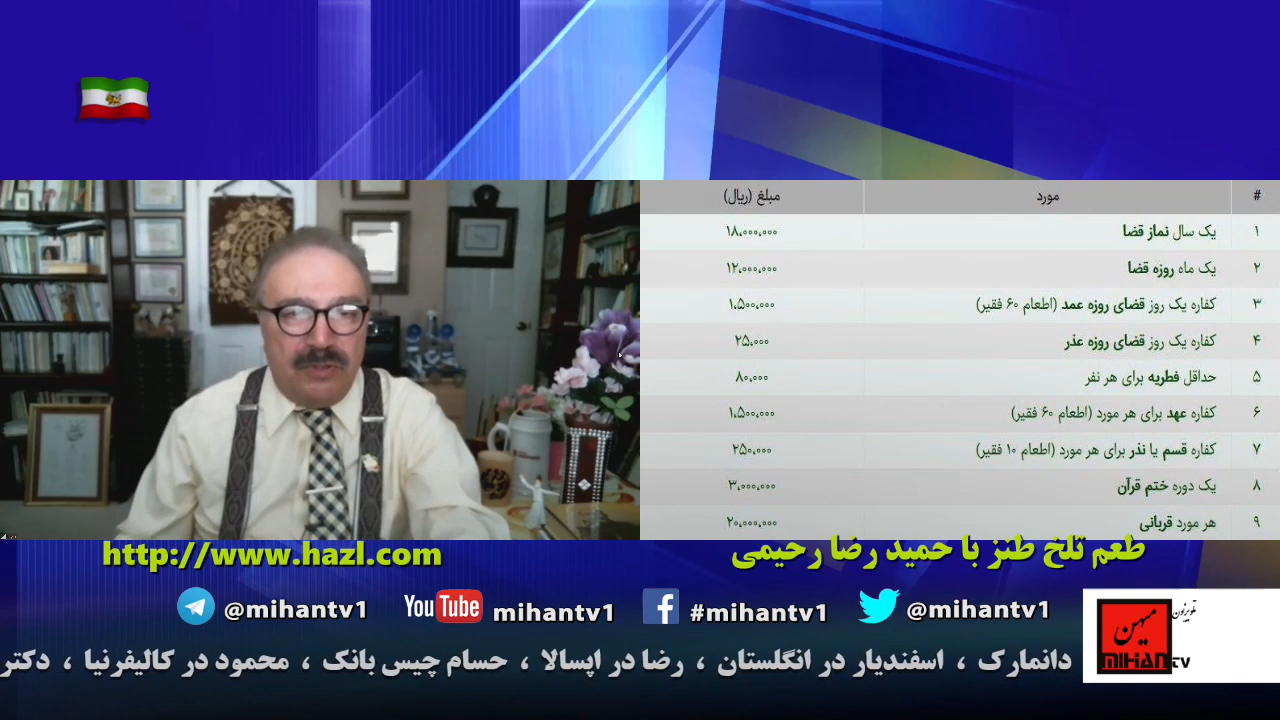 # مورد مبلغ (ریال)
۱ یک سال نماز قضا ۱۸،۰۰۰،۰۰۰
۲ یک ماه روزه قضا ۱۲،۰۰۰،۰۰۰
۳ کفاره یک روز قضای روزه عمد (اطعام ۶۰ فقیر) ۱،۵۰۰،۰۰۰
۴ کفاره یک روز قضای روزه عذر ۲۵،۰۰۰
۵ حداقل فطریه برای هر نفر ۸۰،۰۰۰
۶ کفاره عهد برای هر مورد (اطعام ۶۰ فقیر) ۱،۵۰۰،۰۰۰
۷ کفاره قسم یا نذر برای هر مورد (اطعام ۱۰ فقیر) ۲۵۰،۰۰۰
۸ یک دوره ختم قرآن ۳،۰۰۰،۰۰۰
۹ هر مورد قربانی ۲۰،۰۰۰،۰۰۰
طعم تلخ طنز با حمید رضا رحیمی
http://www.hazl.com
@mihantv1
You Tube mihantv1
f #mihantv1
@mihantv1
تلویزیون
میهن
MIHAN TV
دانمارک ، اسفندیار در انگلستان ، رضا در اپسالا ، حسام چیس بانک ، محمود در کالیفرنیا ، دکتر